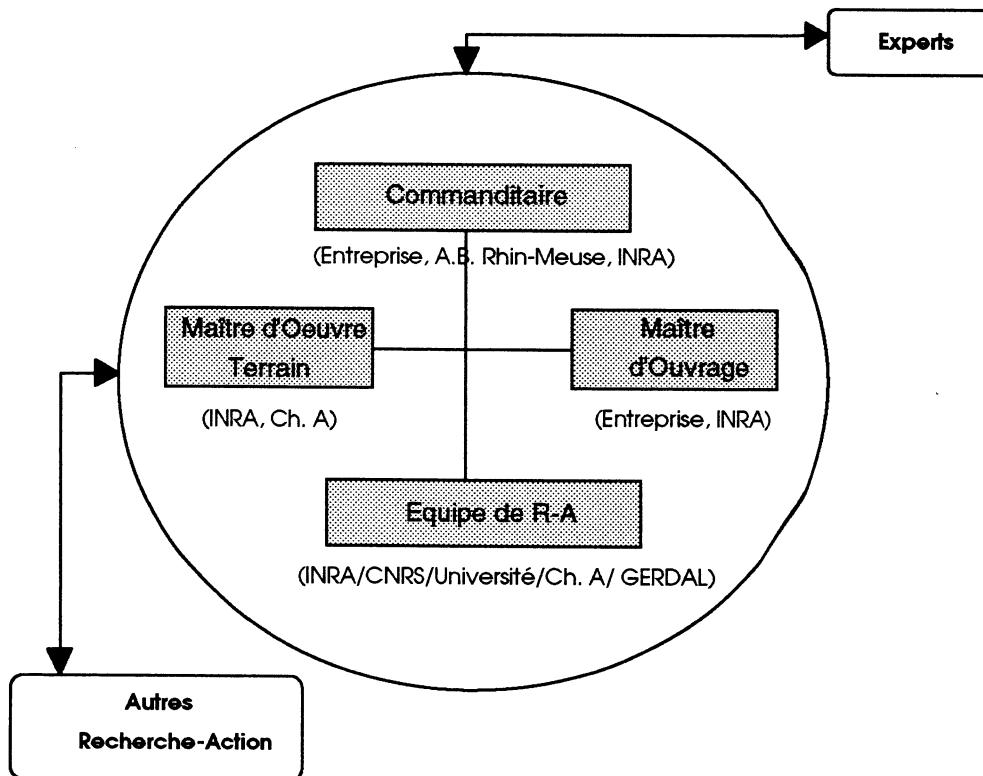 Experts
Commanditaire
(Entreprise, A.B. Rhin-Meuse, INRA)
Maître d'Oeuvre
Terrain
(INRA, Ch. A)
Maître
d'Ouvrage
(Entreprise, INRA)
Equipe de R-A
(INRA/CNRS/Université/Ch. A/ GERDAL)
Autres
Recherche-Action